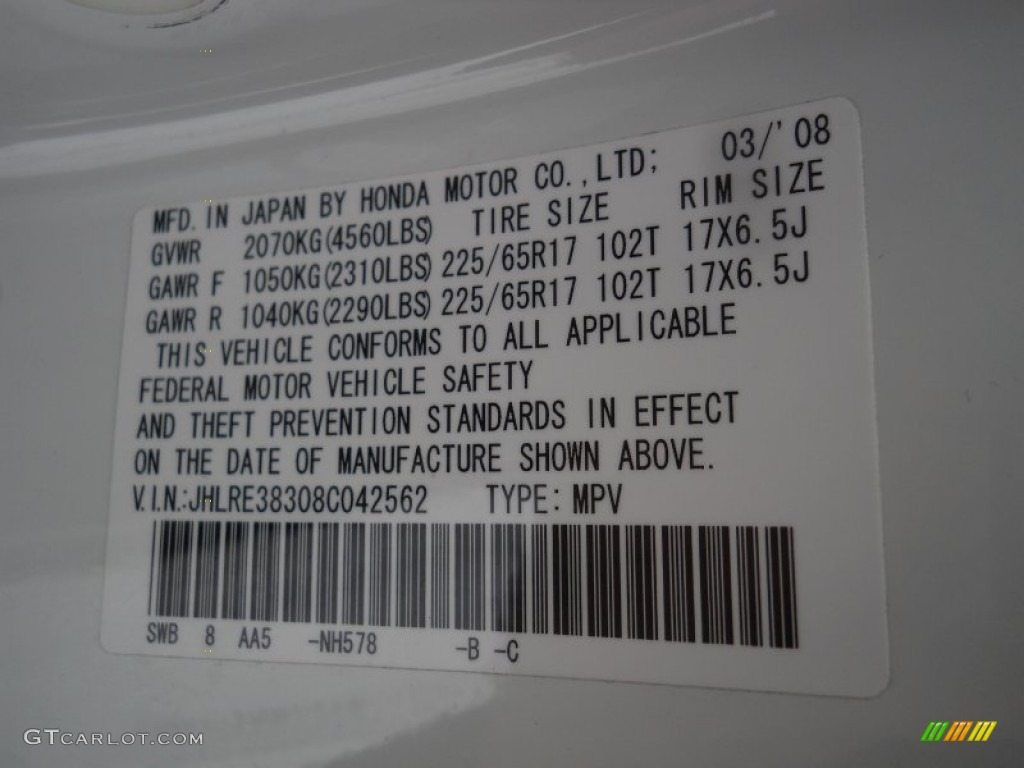 MFD. IN JAPAN BY HONDA MOTOR CO., LTD; 03/'08
GVWR 2070KG(4560LBS) TIRE SIZE RIM SIZE
GAWR F 1050KG(2310LBS) 225/65R17 102T 17X6.5J
GAWR R 1040KG(2290LBS) 225/65R17 102T 17X6.5J
THIS VEHICLE CONFORMS TO ALL APPLICABLE
FEDERAL MOTOR VEHICLE SAFETY
AND THEFT PREVENTION STANDARDS IN EFFECT
ON THE DATE OF MANUFACTURE SHOWN ABOVE.
V.I.N.:JHLRE38308C042562 TYPE: MPV
SWB 8 AA5 -NH578 -B -C
GTCARLOT.COM